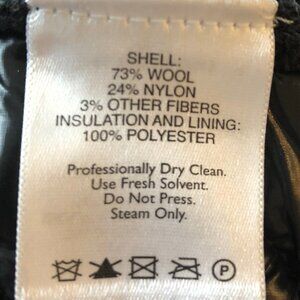 SHELL:
73% WOOL
24% NYLON
3% OTHER FIBERS
INSULATION AND LINING:
100% POLYESTER
Professionally Dry Clean.
Use Fresh Solvent.
Do Not Press.
Steam Only.
P